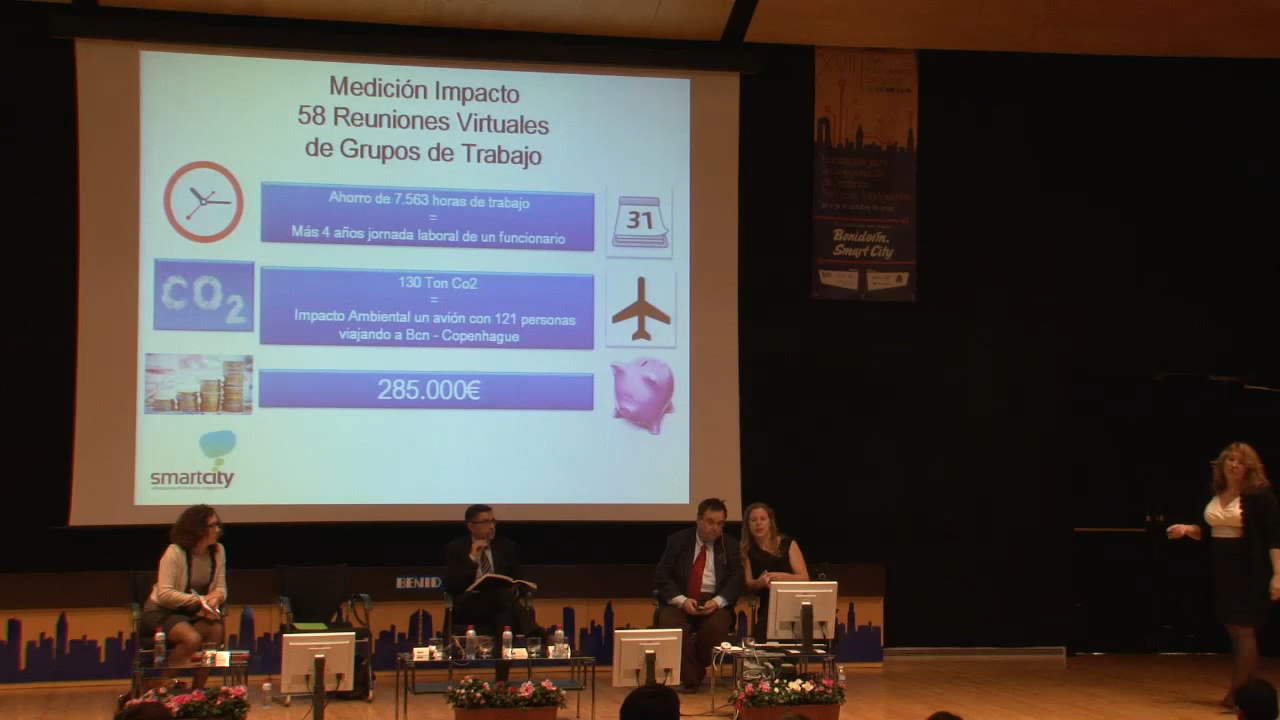 Medición Impacto
58 Reuniones Virtuales
de Grupos de Trabajo
Ahorro de 7.563 horas de trabajo
=
Más 4 años jornada laboral de un funcionario
31
CO2
130 Ton Co2
=
Impacto Ambiental un avión con 121 personas
viajando a Bcn - Copenhague
285.000€
smartcity
XVII
Benidorm,
Smart City
BENID